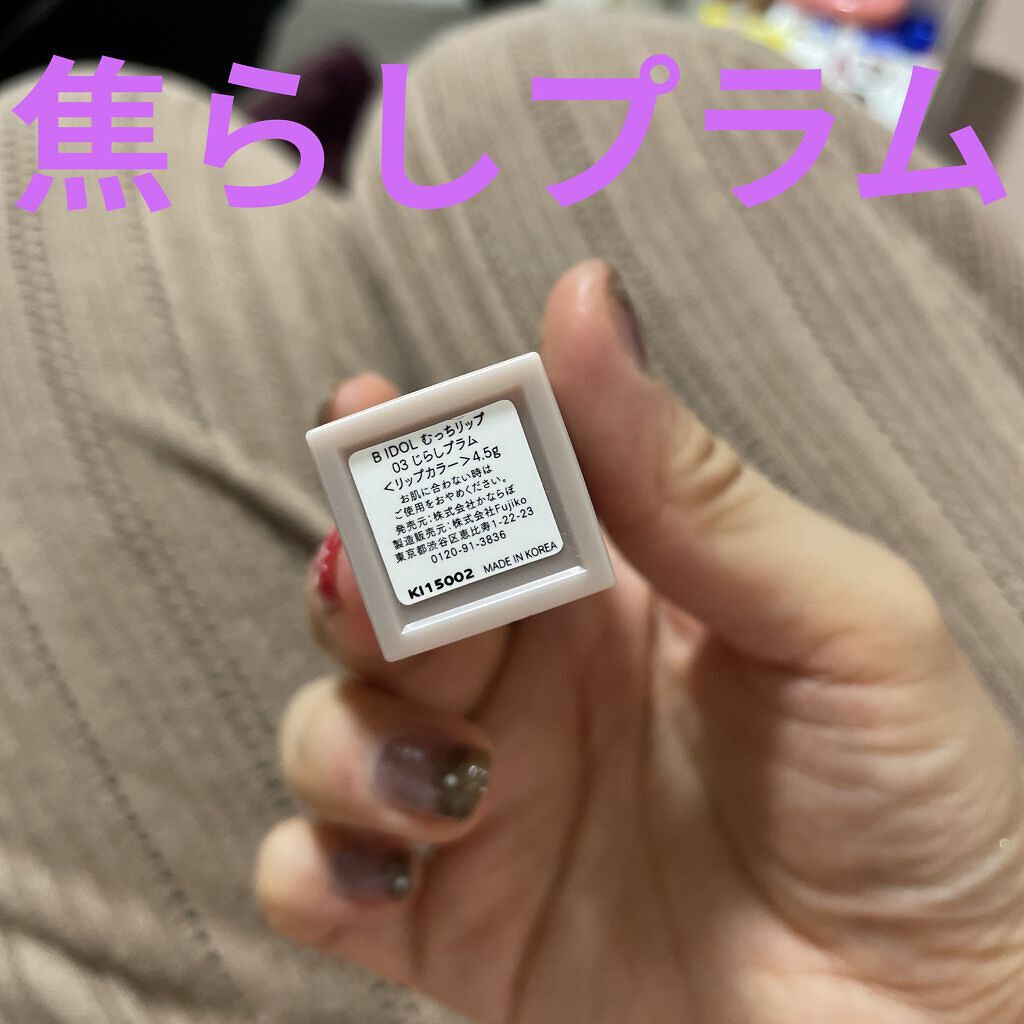 焦らしプラム
B IDOL むっちリップ
03 じらしプラム
<リップカラー>4.5g
お肌に合わない時は
ご使用をおやめください。
発売元:株式会社かならぼ
製造販売元:株式会社Fujiko
東京都渋谷区恵比寿1-22-23
0120-91-3836
KI15002 MADE IN KOREA